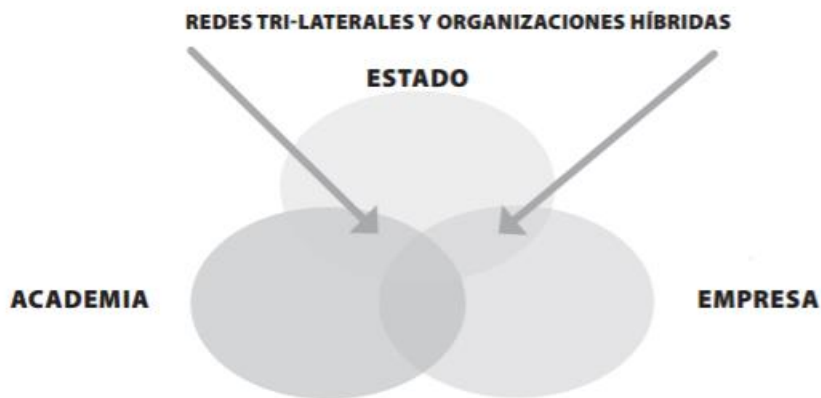 REDES TRI-LATERALES Y ORGANIZACIONES HÍBRIDAS
ESTADO
ACADEMIA
EMPRESA